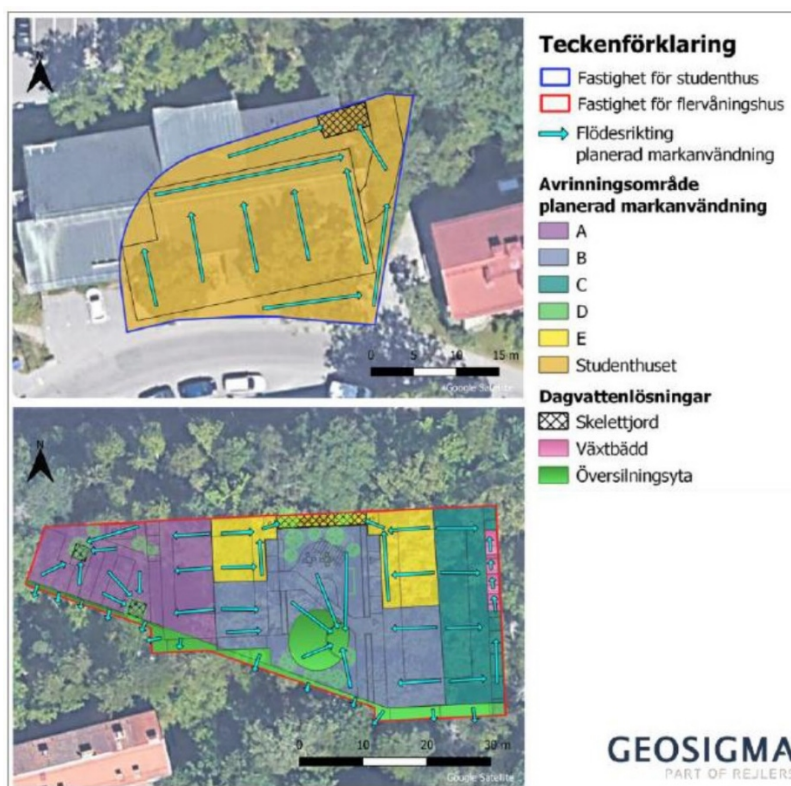 N
0 5 10 15 m
Google Satellite
N
0 10 20 30 m
Google Satellite
Teckenförklaring
Fastighet för studenthus
Fastighet för flervåningshus
Flödesrikting
planerad markanvändning
Avrinningsområde
planerad markanvändning
A
B
C
D
E
Studenthuset
Dagvattenlösningar
Skelettjord
Växtbädd
Översilningsyta
GEOSIGMA
PART OF REJLERS